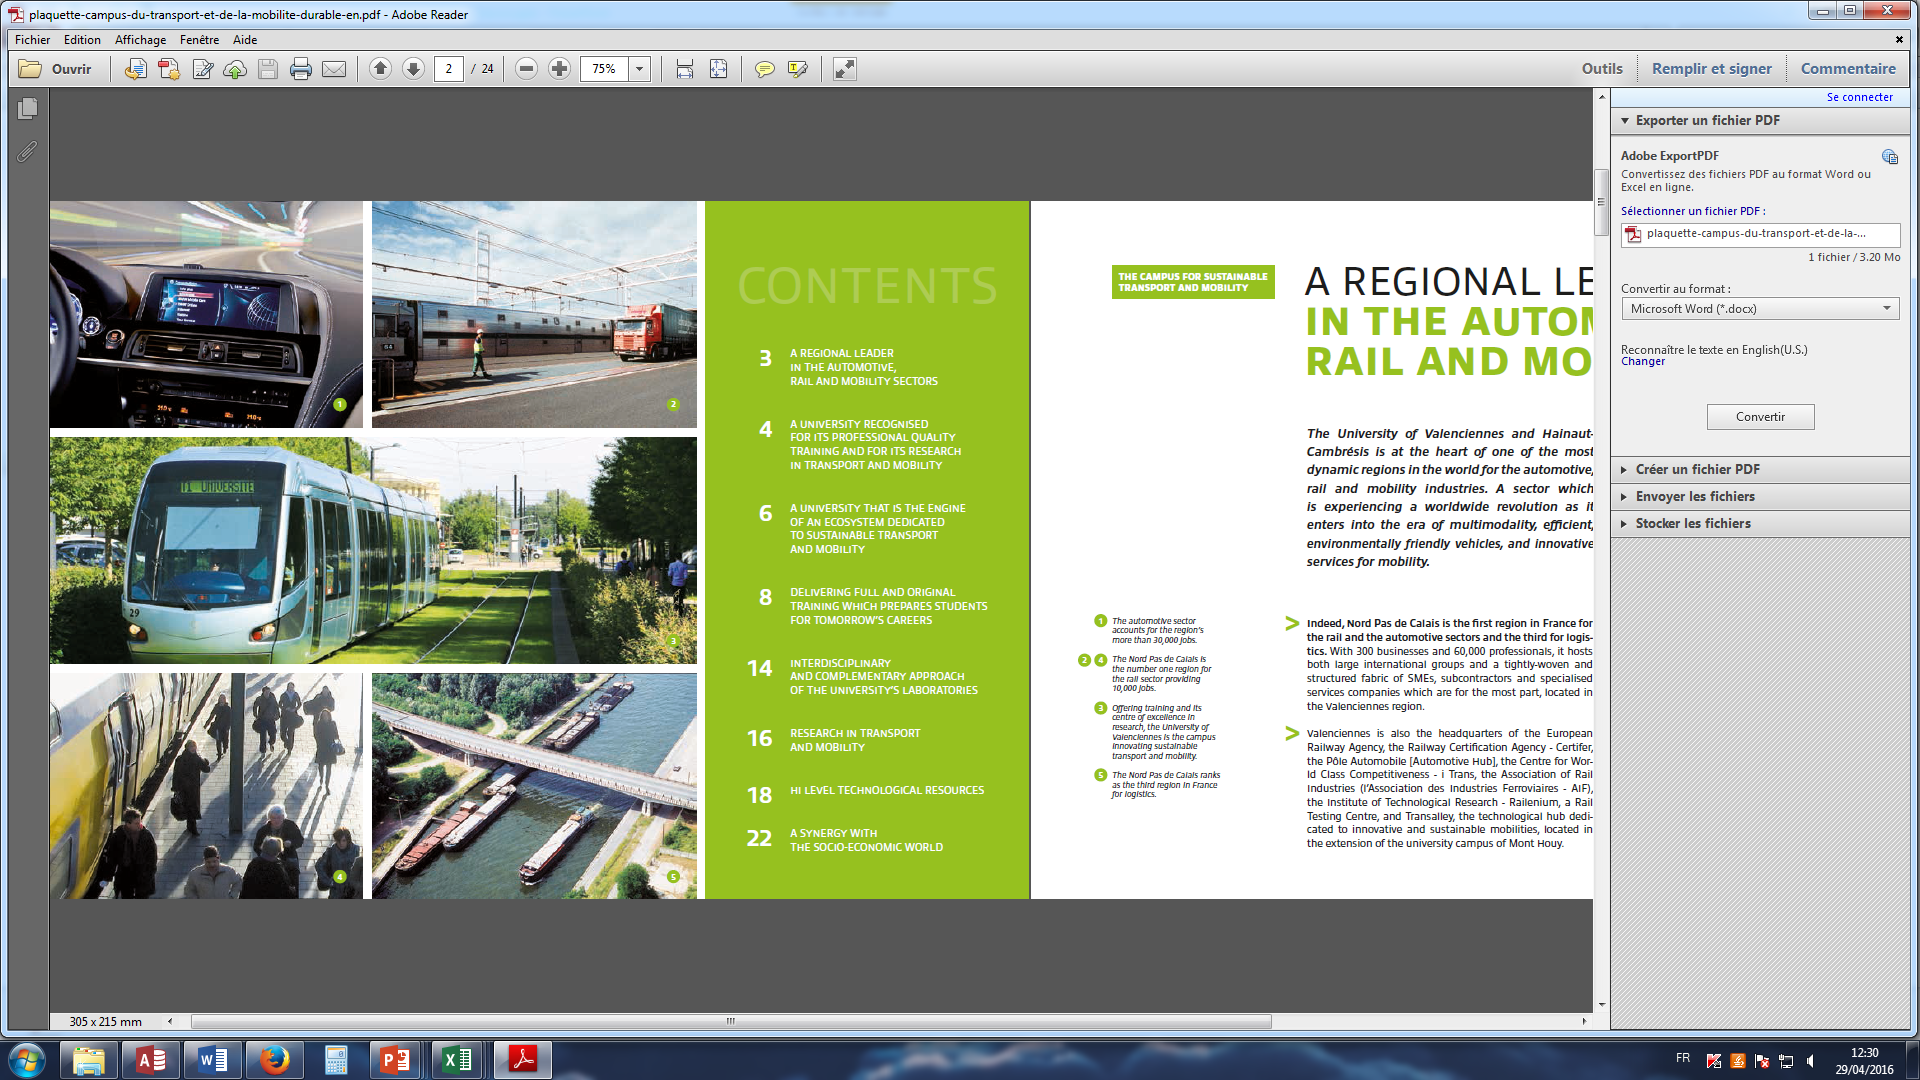 plaquette-campus-du-transport-et-de-la-mobilite-durable-en.pdf - Adobe Reader
Fichier Edition Affichage Fenêtre Aide
Ouvrir
2 / 24
75%
Outils
Remplir et signer
Commentaire
Se connecter
Exporter un fichier PDF
Adobe ExportPDF
Convertissez des fichiers PDF au format Word ou
Excel en ligne.
Sélectionner un fichier PDF :
plaquette-campus-du-transport-et-de-la-...
1 fichier / 3.20 Mo
Convertir au format :
Microsoft Word (*.docx)
Reconnaître le texte en English(U.S.)
Changer
Convertir
Créer un fichier PDF
Envoyer les fichiers
Stocker les fichiers
1
2
64
T1 UNIVERSITE
29
3
4
5
CONTENTS
3 A REGIONAL LEADER
IN THE AUTOMOTIVE,
RAIL AND MOBILITY SECTORS
4 A UNIVERSITY RECOGNISED
FOR ITS PROFESSIONAL QUALITY
TRAINING AND FOR ITS RESEARCH
IN TRANSPORT AND MOBILITY
6 A UNIVERSITY THAT IS THE ENGINE
OF AN ECOSYSTEM DEDICATED
TO SUSTAINABLE TRANSPORT
AND MOBILITY
8 DELIVERING FULL AND ORIGINAL
TRAINING WHICH PREPARES STUDENTS
FOR TOMORROW'S CAREERS
14 INTERDISCIPLINARY
AND COMPLEMENTARY APPROACH
OF THE UNIVERSITY'S LABORATORIES
16 RESEARCH IN TRANSPORT
AND MOBILITY
18 HI LEVEL TECHNOLOGICAL RESOURCES
22 A SYNERGY WITH
THE SOCIO-ECONOMIC WORLD
THE CAMPUS FOR SUSTAINABLE
TRANSPORT AND MOBILITY
A REGIONAL LE
IN THE AUTOM
RAIL AND MO
The University of Valenciennes and Hainaut-
Cambrésis is at the heart of one of the most
dynamic regions in the world for the automotive,
rail and mobility industries. A sector which
is experiencing a worldwide revolution as it
enters into the era of multimodality, efficient,
environmentally friendly vehicles, and innovative
services for mobility.
1 The automotive sector
accounts for the region's
more than 30,000 jobs.
2 4 The Nord Pas de Calais is
the number one region for
the rail sector providing
10,000 jobs.
3 Offering training and its
centre of excellence in
research, the University of
Valenciennes is the campus
innovating sustainable
transport and mobility.
5 The Nord Pas de Calais ranks
as the third region in France
for logistics.
> Indeed, Nord Pas de Calais is the first region in France for
the rail and the automotive sectors and the third for logis-
tics. With 300 businesses and 60,000 professionals, it hosts
both large international groups and a tightly-woven and
structured fabric of SMEs, subcontractors and specialised
services companies which are for the most part, located in
the Valenciennes region.
> Valenciennes is also the headquarters of the European
Railway Agency, the Railway Certification Agency - Certifer,
the Pôle Automobile [Automotive Hub], the Centre for Wor-
ld Class Competitiveness - i Trans, the Association of Rail
Industries (l'Association des Industries Ferroviaires - AIF),
the Institute of Technological Research - Railenium, a Rail
Testing Centre, and Transalley, the technological hub dedi-
cated to innovative and sustainable mobilities, located in
the extension of the university campus of Mont Houy.
305 x 215 mm
FR
12:30
29/04/2016